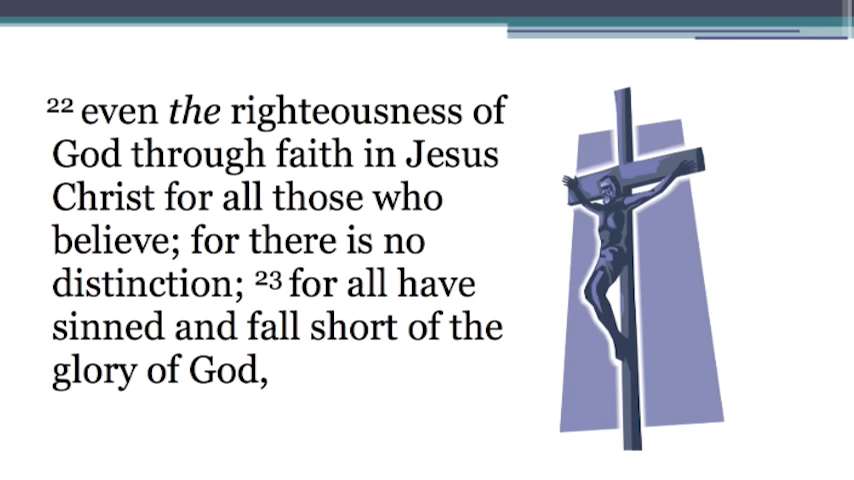 22 even the righteousness of
God through faith in Jesus
Christ for all those who
believe; for there is no
distinction; 23 for all have
sinned and fall short of the
glory of God,